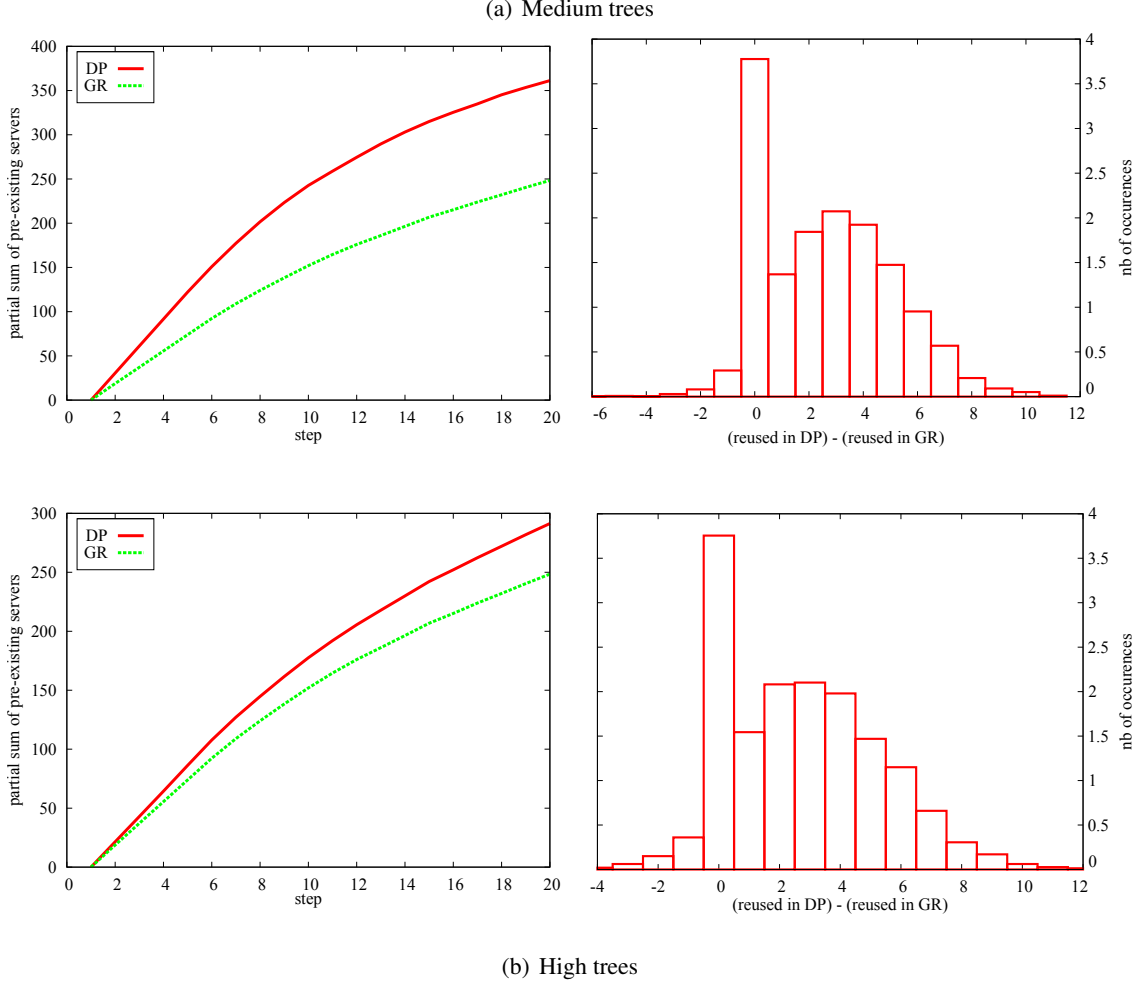 (a) Medium trees
400
350
300
250
200
150
100
50
0
partial sum of pre-existing servers
DP
GR
0 2 4 6 8 10 12 14 16 18 20
step
4
3.5
3
2.5
2
1.5
1
0.5
0
nb of occurences
-6 -4 -2 0 2 4 6 8 10 12
(reused in DP) - (reused in GR)
300
250
200
150
100
50
0
partial sum of pre-existing servers
DP
GR
0 2 4 6 8 10 12 14 16 18 20
step
4
3.5
3
2.5
2
1.5
1
0.5
0
nb of occurences
-4 -2 0 2 4 6 8 10 12
(reused in DP) - (reused in GR)
(b) High trees